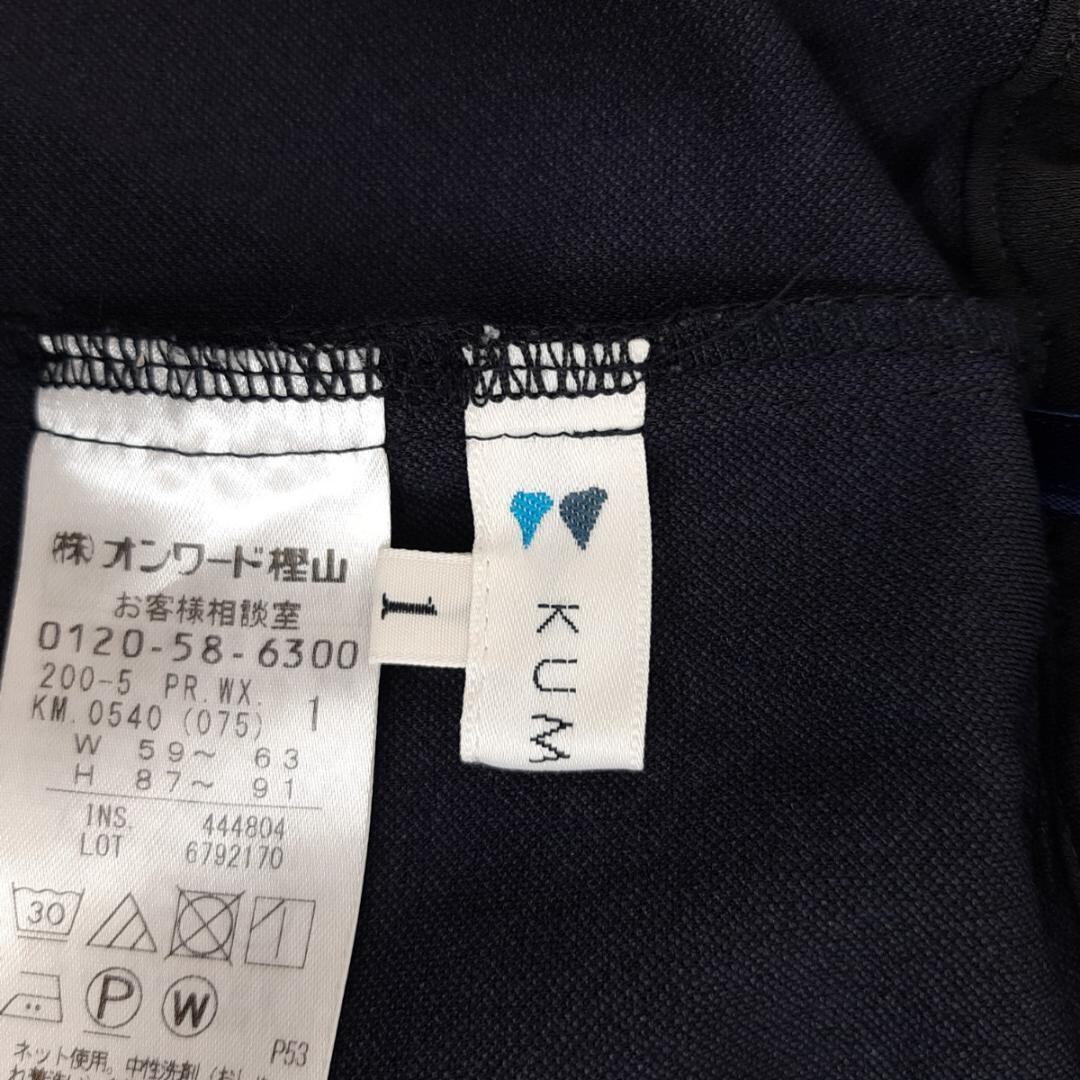 (株)オンワード樫山
お客様相談室
0120-58-6300
200-5 PR.WX.
KM.0540 (075) 1
W 59～ 63
H 87～ 91
INS. 444804
LOT 6792170
30
P
W
P53
ネット使用。中性洗剤
1
KUM